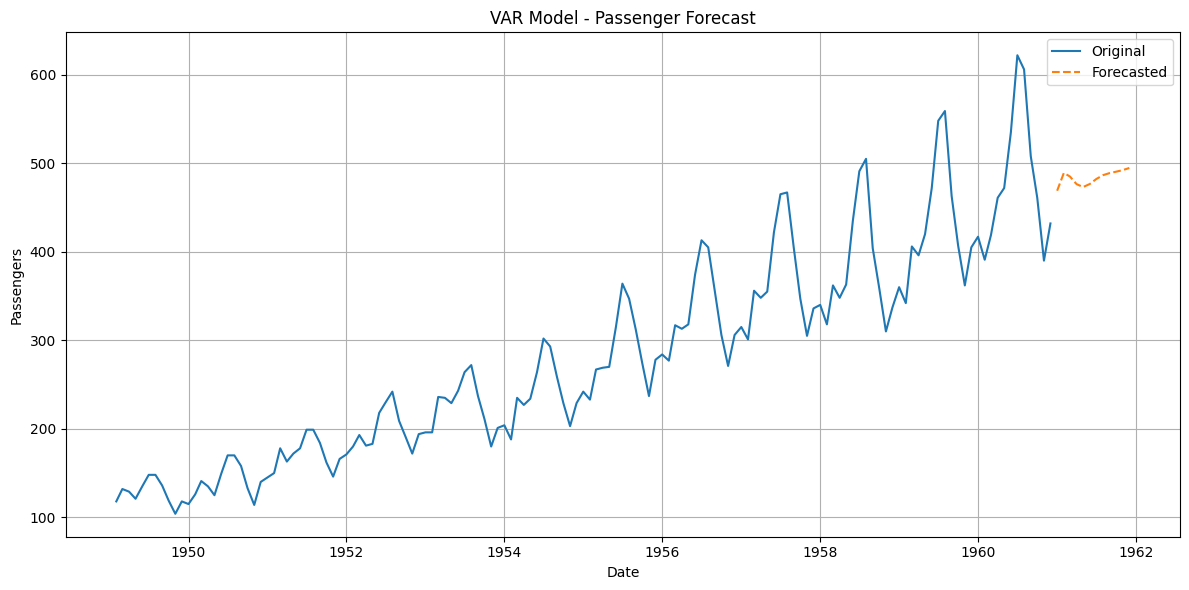 VAR Model - Passenger Forecast
Original
Forecasted
600
500
400
300
200
100
Passengers
1950 1952 1954 1956 1958 1960 1962
Date